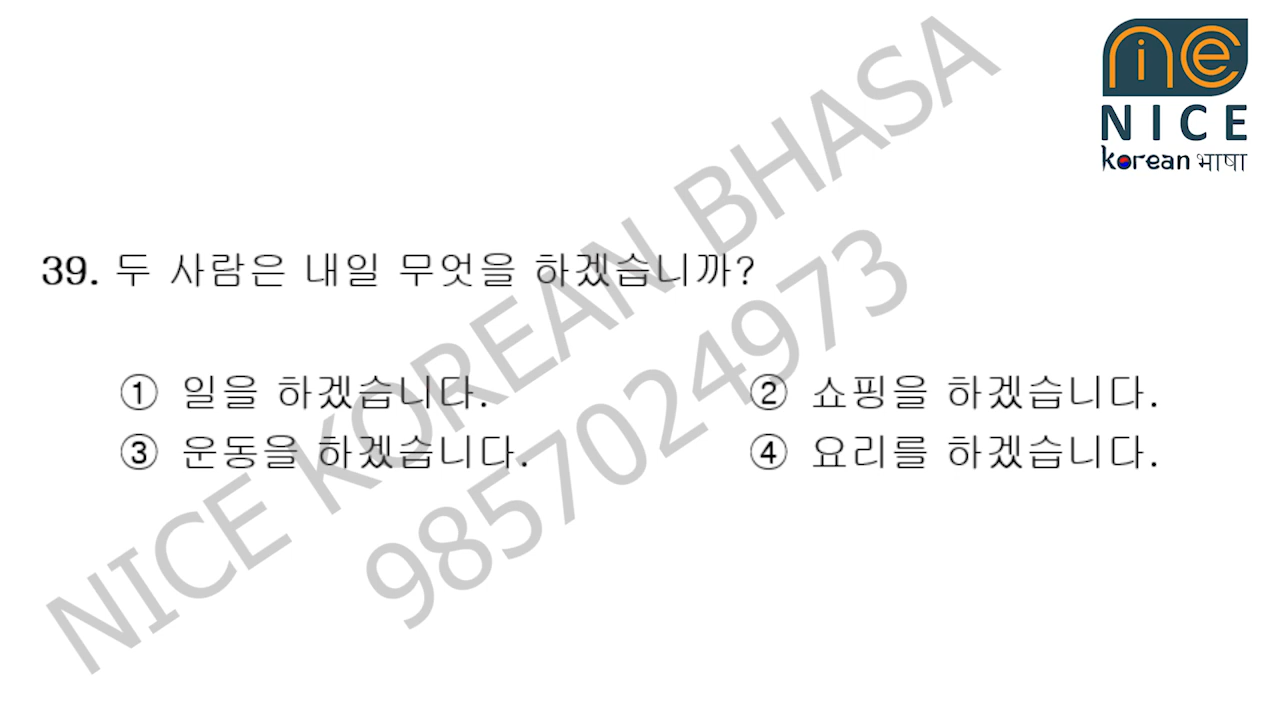 nie
NICE
korean भाषा
39. 두 사람은 내일 무엇을 하겠습니까?
① 일을 하겠습니다.
② 쇼핑을 하겠습니다.
③ 운동을 하겠습니다.
④ 요리를 하겠습니다.
NICE KOREAN BHASA
9857024973